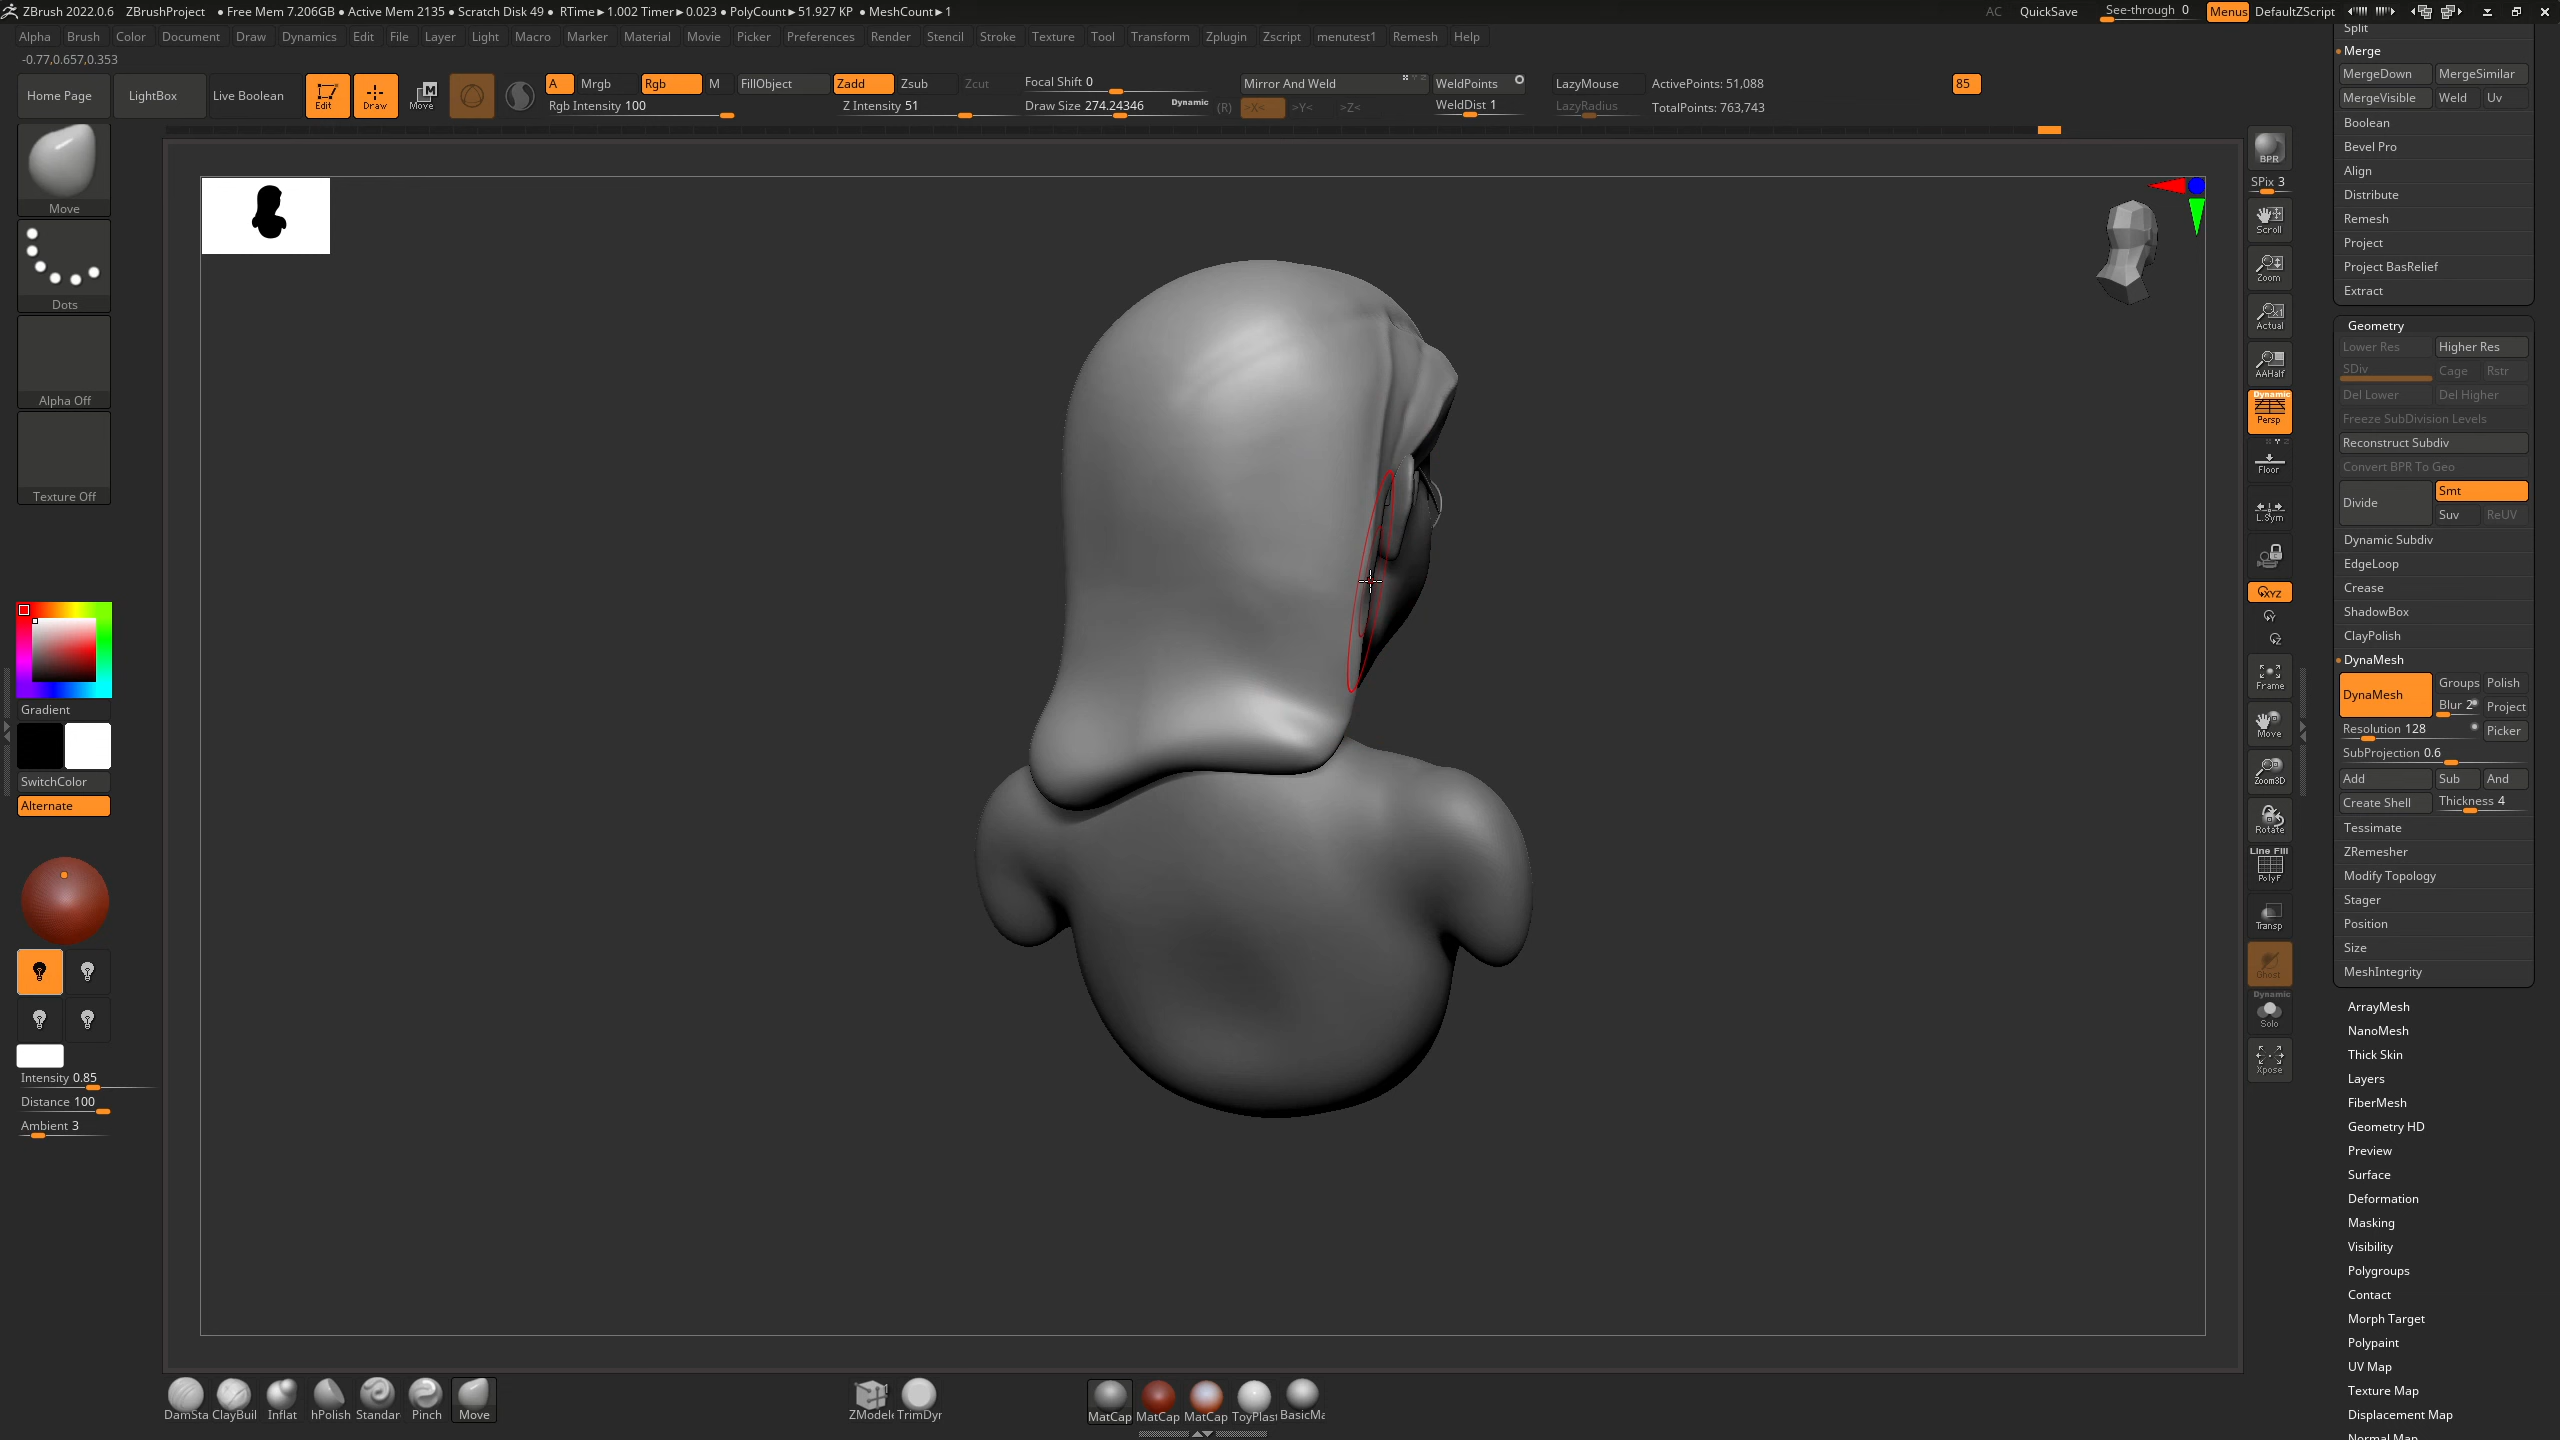 ZBrush 2022.0.6 ZBrushProject • Free Mem 7.206GB • Active Mem 2135 • Scratch Disk 49 • RTime►1.002 Timer►0.023 • PolyCount►51.927 KP • MeshCount►1 AC QuickSave See-through 0 Menus DefaultZScript
Alpha Brush Color Document Draw Dynamics Edit File Layer Light Macro Marker Material Movie Picker Preferences Render Stencil Stroke Texture Tool Transform Zplugin Zscript menutest1 Remesh Help
-0.77,0.657,0.353
Home Page LightBox Live Boolean Edit Draw Move
A Mrgb Rgb M FillObject Zadd Zsub Zcut Focal Shift 0 Mirror And Weld WeldPoints LazyMouse ActivePoints: 51,088 85
Rgb Intensity 100 Z Intensity 51 Draw Size 274.24346 Dynamic (R) >X< >Y< >Z< WeldDist 1 LazyRadius TotalPoints: 763,743
Move
Dots
Alpha Off
Texture Off
Gradient
SwitchColor
Alternate
Intensity 0.85
Distance 100
Ambient 3
DamSta ClayBuil Inflat hPolish Standar Pinch Move ZModele TrimDyn MatCap MatCap MatCap ToyPlast BasicMa
BPR
SPix 3
Scroll
Zoom
Actual
AAHalf
Dynamic
Persp
Floor
L.Sym
XYZ
Y
Z
Frame
Move
Zoom3D
Rotate
Line Fill
PolyF
Transp
Ghost
Dynamic
Solo
Xpose
Split
Merge
MergeDown MergeSimilar
MergeVisible Weld Uv
Boolean
Bevel Pro
Align
Distribute
Remesh
Project
Project BasRelief
Extract
Geometry
Lower Res Higher Res
SDiv Cage Rstr
Del Lower Del Higher
Freeze SubDivision Levels
Reconstruct Subdiv
Convert BPR To Geo
Divide Smt
Suv ReUV
Dynamic Subdiv
EdgeLoop
Crease
ShadowBox
ClayPolish
DynaMesh
DynaMesh Groups Polish
Blur 2 Project
Resolution 128 Picker
SubProjection 0.6
Add Sub And
Create Shell Thickness 4
Tessimate
ZRemesher
Modify Topology
Stager
Position
Size
MeshIntegrity
ArrayMesh
NanoMesh
Thick Skin
Layers
FiberMesh
Geometry HD
Preview
Surface
Deformation
Masking
Visibility
Polygroups
Contact
Morph Target
Polypaint
UV Map
Texture Map
Displacement Map
Normal Map